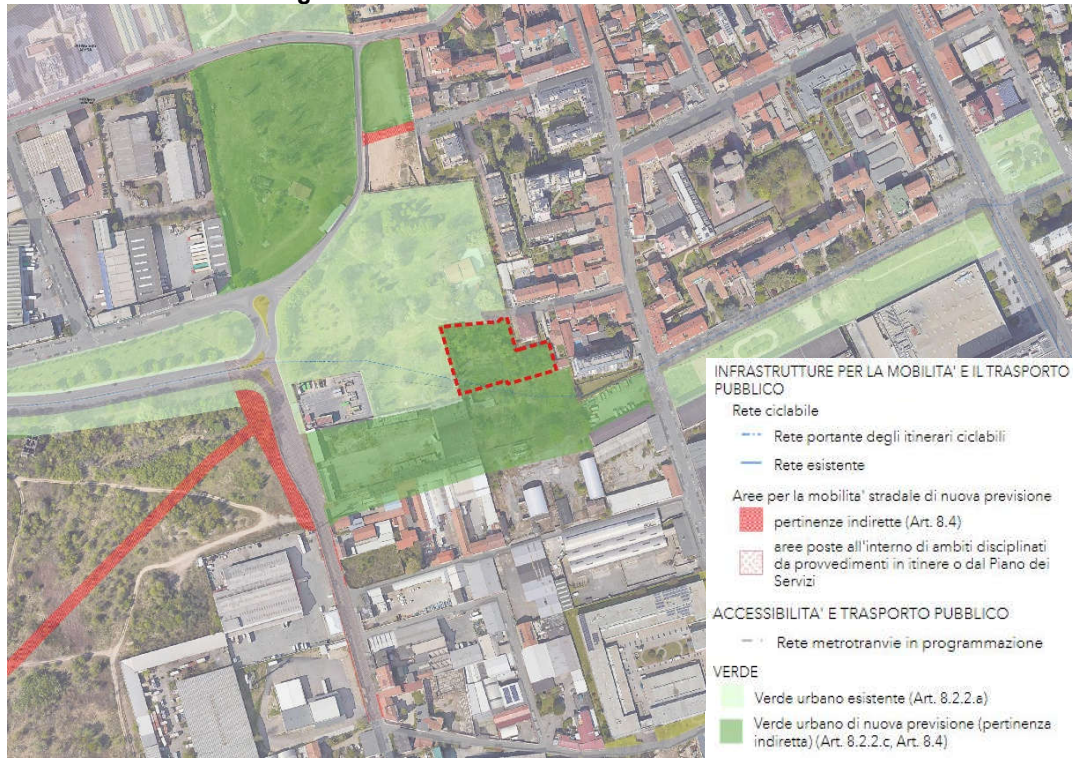 INFRASTRUTTURE PER LA MOBILITA' E IL TRASPORTO
PUBBLICO
Rete ciclabile
Rete portante degli itinerari ciclabili
Rete esistente
Aree per la mobilita' stradale di nuova previsione
pertinenze indirette (Art. 8.4)
aree poste all'interno di ambiti disciplinati
da provvedimenti in itinere o dal Piano dei
Servizi
ACCESSIBILITA' E TRASPORTO PUBBLICO
Rete metrotranvie in programmazione
VERDE
Verde urbano esistente (Art. 8.2.2.a)
Verde urbano di nuova previsione (pertinenza
indiretta) (Art. 8.2.2.c, Art. 8.4)